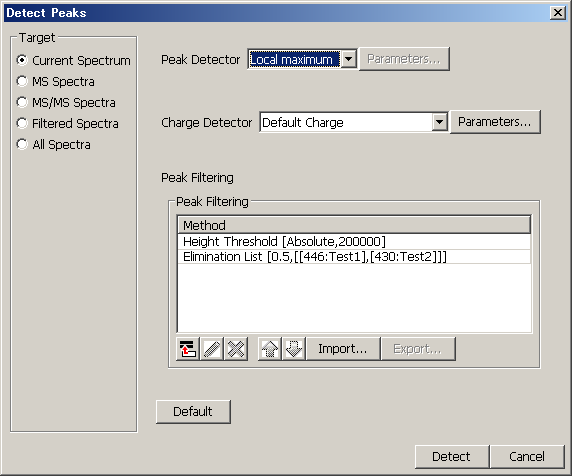 Detect Peaks
Target
Current Spectrum
MS Spectra
MS/MS Spectra
Filtered Spectra
All Spectra
Peak Detector
Local maximum
Parameters...
Charge Detector
Default Charge
Parameters...
Peak Filtering
Peak Filtering
Method
Height Threshold [Absolute,200000]
Elimination List [0.5,[[446:Test1],[430:Test2]]]
Import...
Export...
Default
Detect
Cancel